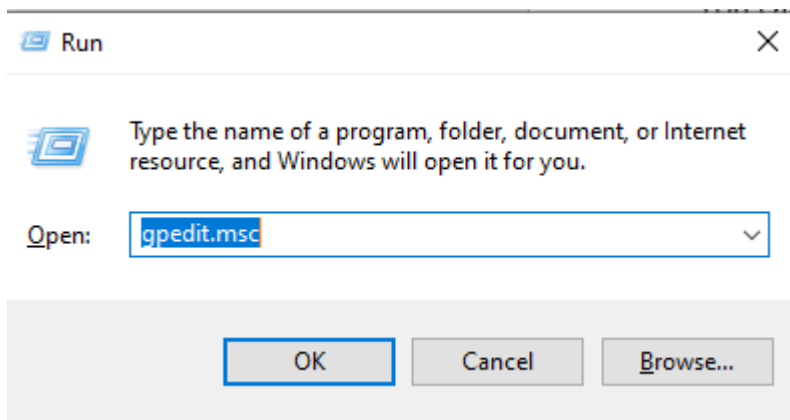 Run
Type the name of a program, folder, document, or Internet
resource, and Windows will open it for you.
Open: gpedit.msc
OK Cancel Browse...